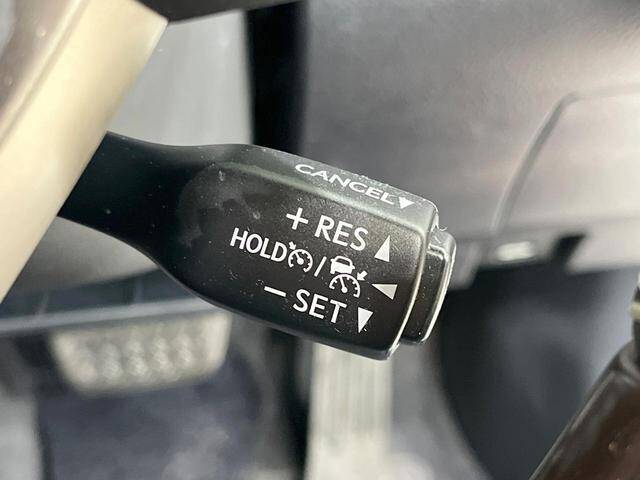 CANCEL
+ RES
HOLD /
− SET